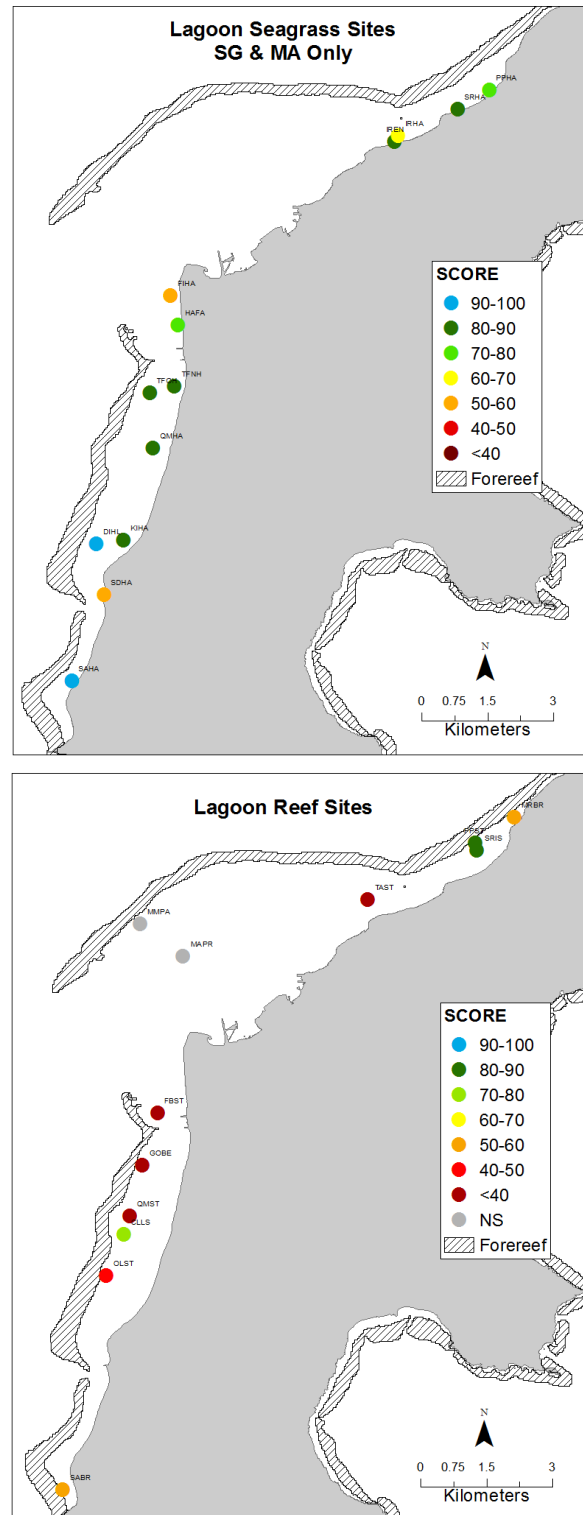 Lagoon Seagrass Sites
SG & MA Only
PPHA
SRHA
IRHA
IREN
FIHA
HAFA
TFNH
TFOH
QMHA
DIHI
KIHA
SDHA
SAHA
SCORE
90-100
80-90
70-80
60-70
50-60
40-50
<40
Forereef
N
0 0.75 1.5 3
Kilometers
Lagoon Reef Sites
MRBR
SRIS
TAST
MMPA
MAPR
FBST
GOBE
QMST
CLLS
OLST
SABR
SCORE
90-100
80-90
70-80
60-70
50-60
40-50
<40
NS
Forereef
N
0 0.75 1.5 3
Kilometers